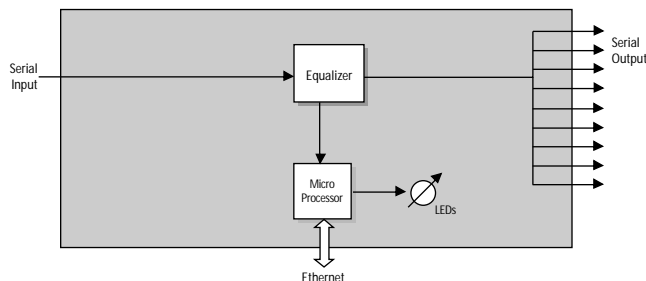 Serial
Input
Equalizer
Serial
Output
Micro
Processor
LEDs
Ethernet